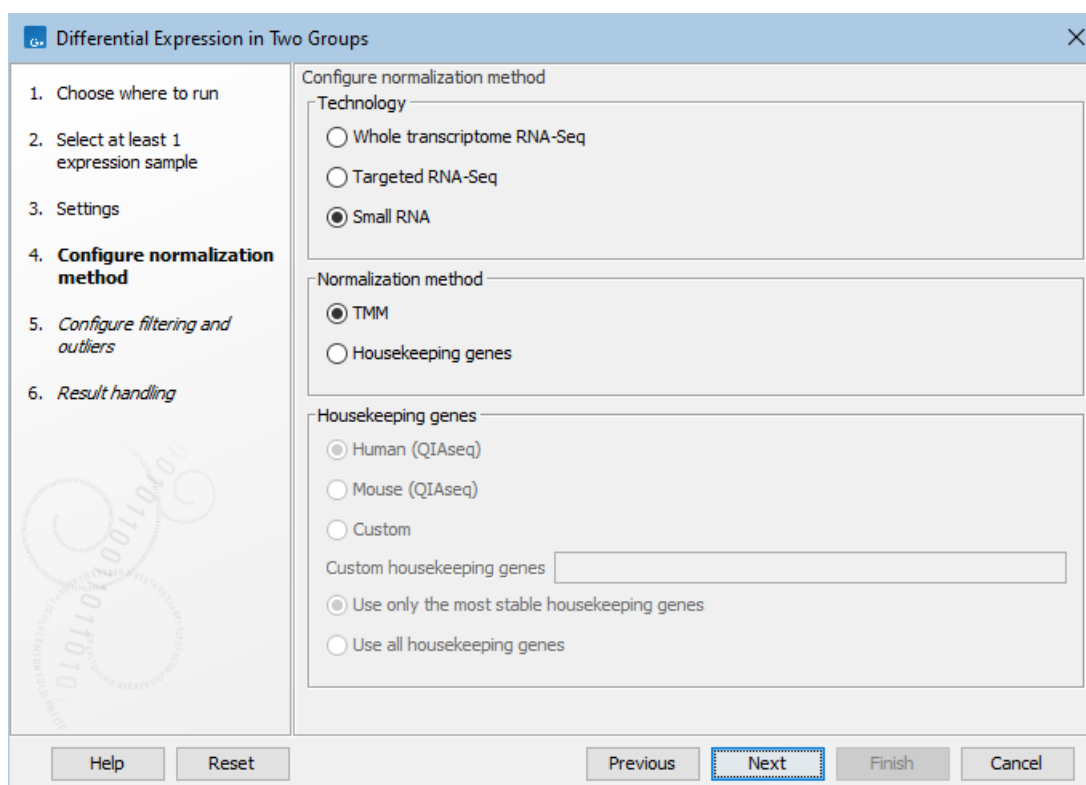 G.
Differential Expression in Two Groups
1. Choose where to run
2. Select at least 1
expression sample
3. Settings
4. Configure normalization
method
5. Configure filtering and
outliers
6. Result handling
Configure normalization method
Technology
Whole transcriptome RNA-Seq
Targeted RNA-Seq
Small RNA
Normalization method
TMM
Housekeeping genes
Housekeeping genes
Human (QIAseq)
Mouse (QIAseq)
Custom
Custom housekeeping genes
Use only the most stable housekeeping genes
Use all housekeeping genes
Help
Reset
Previous
Next
Finish
Cancel